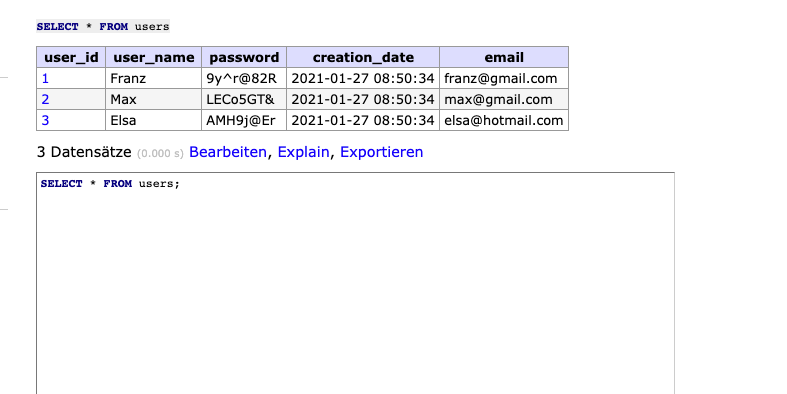 SELECT * FROM users
user_id user_name password creation_date email
1 Franz 9y^r@82R 2021-01-27 08:50:34 franz@gmail.com
2 Max LECo5GT& 2021-01-27 08:50:34 max@gmail.com
3 Elsa AMH9j@Er 2021-01-27 08:50:34 elsa@hotmail.com
3 Datensätze (0.000 s) Bearbeiten, Explain, Exportieren
SELECT * FROM users;